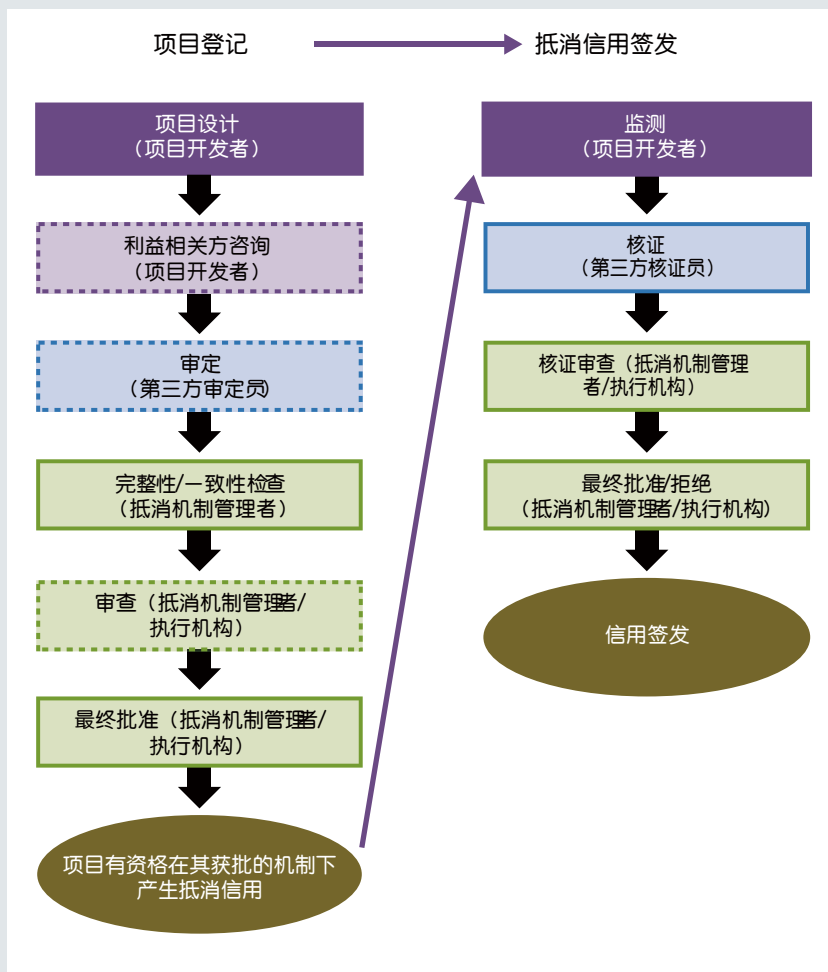 项目登记
抵消信用签发
项目设计
（项目开发者）
利益相关方咨询
（项目开发者）
审定
（第三方审定员）
完整性/一致性检查
（抵消机制管理者）
审查（抵消机制管理者/
执行机构）
最终批准（抵消机制管理者/
执行机构）
项目有资格在其获批的机制下
产生抵消信用
监测
（项目开发者）
核证
（第三方核证员）
核证审查（抵消机制管理
者/执行机构）
最终批准/拒绝
（抵消机制管理者/执行机构）
信用签发